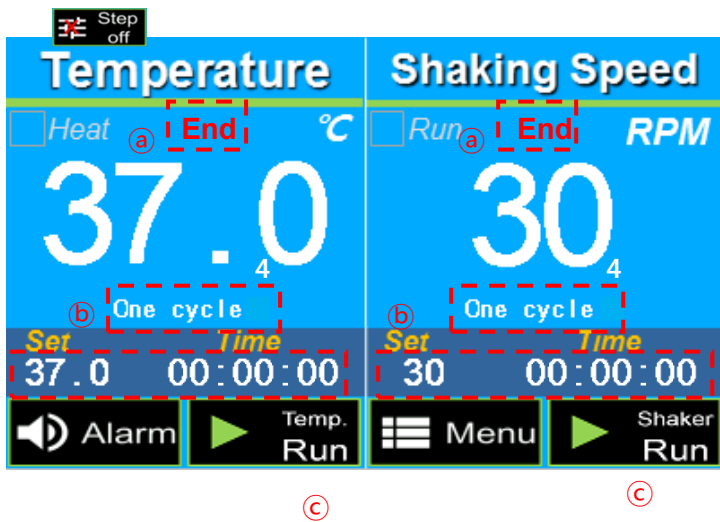 Step
off
Temperature
Heat
ⓐ
End
℃
37.0
4
ⓑ
One cycle
Set
Time
37.0
00:00:00
Alarm
Temp.
Run
ⓒ
Shaking Speed
Run
ⓐ
End
RPM
30
4
ⓑ
One cycle
Set
Time
30
00:00:00
Menu
Shaker
Run
ⓒ